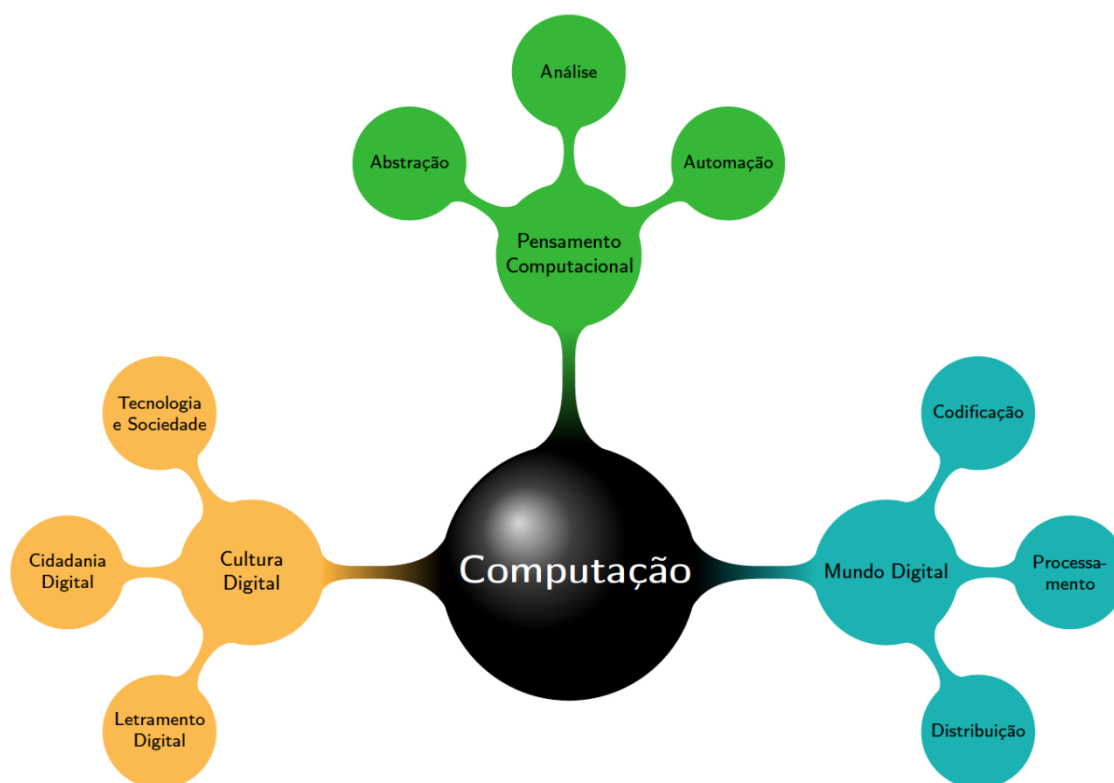 Análise
Abstração
Automação
Pensamento
Computacional
Tecnologia
e Sociedade
Codificação
Cidadania
Digital
Cultura
Digital
Computação
Mundo Digital
Processa-
mento
Letramento
Digital
Distribuição